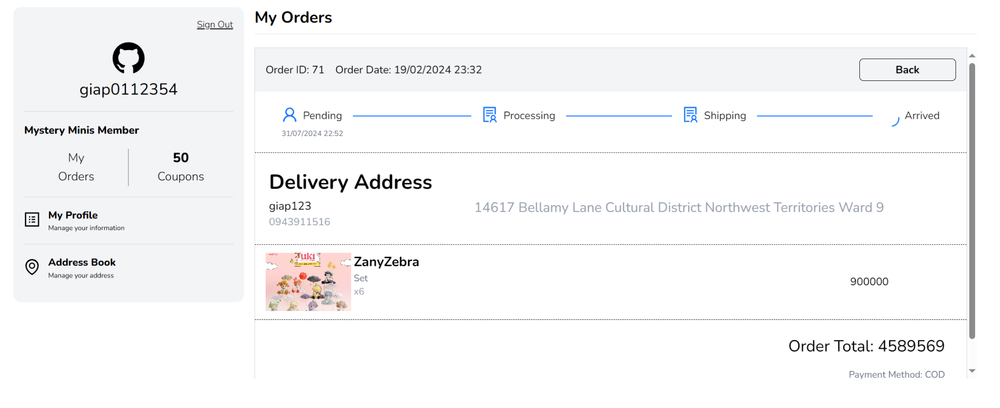 Sign Out
giap0112354
Mystery Minis Member
My
Orders
50
Coupons
My Profile
Manage your information
Address Book
Manage your address
My Orders
Order ID: 71 Order Date: 19/02/2024 23:32
Back
Pending
31/07/2024 22:52
Processing
Shipping
Arrived
Delivery Address
giap123
0943911516
14617 Bellamy Lane Cultural District Northwest Territories Ward 9
uki
ZanyZebra
Set
x6
900000
Order Total: 4589569
Payment Method: COD